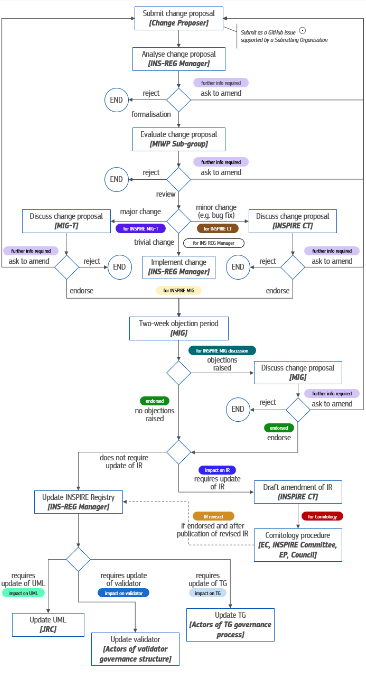 Submit change proposal
[Change Proposer]
Submit as a GitHub Issue
supported by a Submitting Organisation
Analyse change proposal
[INS-REG Manager]
further info required
END
reject
ask to amend
formalisation
Evaluate change proposal
[MIWP Sub-group]
further info required
END
reject
ask to amend
review
major change
minor change
(e.g. bug fix)
Discuss change proposal
[MIG-T]
for INSPIRE MIG-T
for INSPIRE CT
Discuss change proposal
[INSPIRE CT]
trivial change
for INS REG Manager
further info required
ask to amend
reject
END
Implement change
[INS-REG Manager]
END
reject
further info required
ask to amend
endorse
for INSPIRE MIG
endorse
Two-week objection period
[MIG]
for INSPIRE MIG discussion
objections
raised
Discuss change proposal
[MIG]
further info required
endorsed
no objections
raised
END
reject
ask to amend
endorsed
endorse
does not require
update of IR
impact on IR
requires update
of IR
Update INSPIRE Registry
[INS-REG Manager]
Draft amendment of IR
[INSPIRE CT]
IR revised
for Comitology
If endorsed and after
publication of revised IR
Comitology procedure
[EC, INSPIRE Committee,
EP, Council]
requires
update of UML
impact on UML
requires update
of validator
impact on validator
requires
update of TG
impact on TG
Update UML
[JRC]
Update validator
[Actors of validator
governance structure]
Update TG
[Actors of TG governance
process]